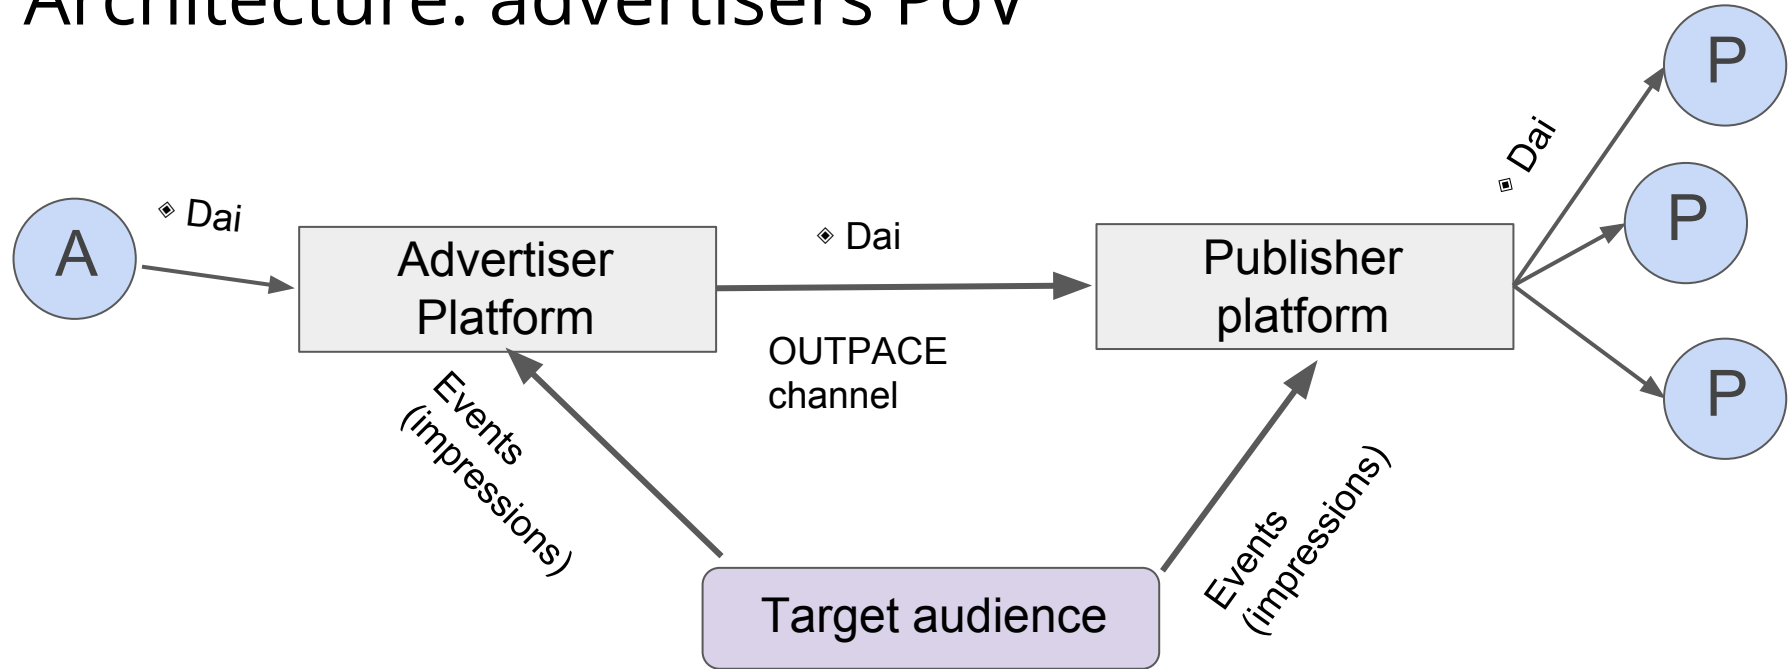 Architecture: advertisers PoV
A
Dai
Advertiser
Platform
Dai
OUTPACE
channel
Publisher
platform
Dai
P
P
P
Events
(impressions)
Events
(impressions)
Target audience